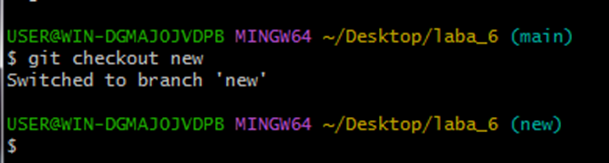 USER@WIN-DGMAJOJVDPB MINGW64 ~/Desktop/laba_6 (main)
$ git checkout new
Switched to branch 'new'
USER@WIN-DGMAJOJVDPB MINGW64 ~/Desktop/laba_6 (new)
$